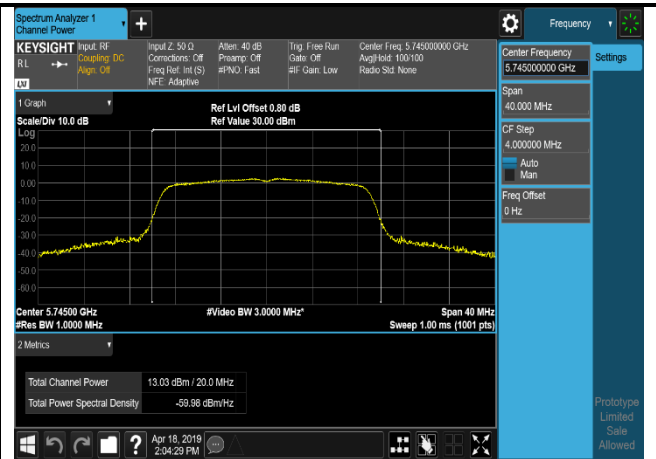 Spectrum Analyzer 1
Channel Power
+
Frequency
KEYSIGHT
RL
LXI
Input: RF
Coupling: DC
Align: Off
Input Z: 50 Ω
Corrections: Off
Freq Ref: Int (S)
NFE: Adaptive
Atten: 40 dB
Preamp: Off
#PNO: Fast
Trig: Free Run
Gate: Off
#IF Gain: Low
Center Freq: 5.745000000 GHz
Avg|Hold: 100/100
Radio Std: None
Center Frequency
5.745000000 GHz
Settings
Span
40.000 MHz
CF Step
4.000000 MHz
Auto
Man
Freq Offset
0 Hz
1 Graph
Scale/Div 10.0 dB
Ref Lvl Offset 0.80 dB
Ref Value 30.00 dBm
Log
20.0
10.0
0.00
-10.0
-20.0
-30.0
-40.0
-50.0
-60.0
Center 5.74500 GHz
#Res BW 1.0000 MHz
#Video BW 3.0000 MHz*
Span 40 MHz
Sweep 1.00 ms (1001 pts)
2 Metrics
Total Channel Power 13.03 dBm / 20.0 MHz
Total Power Spectral Density -59.98 dBm/Hz
?
Apr 18, 2019
2:04:29 PM
Prototype
Limited
Sale
Allowed